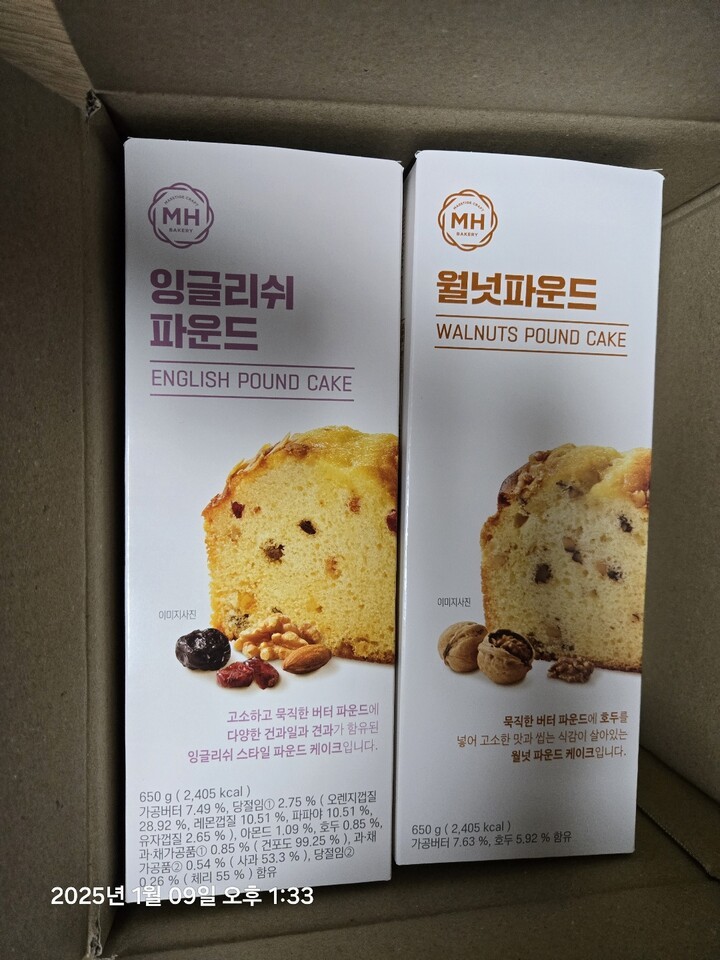 MH
BAKERY
잉글리쉬
파운드
ENGLISH POUND CAKE
이미지사진
고소하고 묵직한 버터 파운드에
다양한 건과일과 견과가 함유된
잉글리쉬 스타일 파운드 케이크입니다.
650 g ( 2,405 kcal )
가공버터 7.49 %, 당절임① 2.75 % ( 오렌지껍질
28.92 %, 레몬껍질 10.51 %, 파파야 10.51 %,
유자껍질 2.65 % ), 아몬드 1.09 %, 호두 0.85 %,
과·채가공품① 0.85 % ( 건포도 99.25 % ), 과·채
가공품② 0.54 % ( 사과 53.3 % ), 당절임②
0.26 % ( 체리 55 % ) 함유
MH
BAKERY
월넛파운드
WALNUTS POUND CAKE
이미지사진
묵직한 버터 파운드에 호두를
넣어 고소한 맛과 씹는 식감이 살아있는
월넛 파운드 케이크입니다.
650 g ( 2,405 kcal )
가공버터 7.63 %, 호두 5.92 % 함유
2025년 1월 09일 오후 1:33